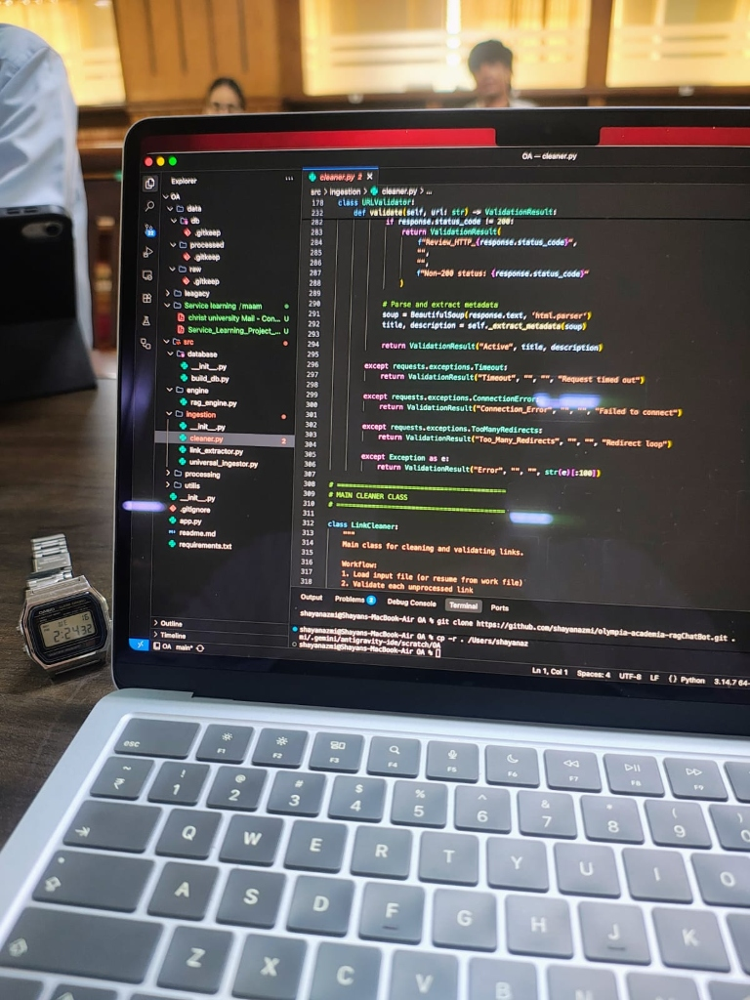 OA — cleaner.py
Explorer
OA
data
db
.gitkeep
processed
.gitkeep
raw
.gitkeep
leagacy
Service learning / maam
christ university Mail - Con... U
Service_Learning_Project_... U
src
database
__init__.py
build_db.py
engine
rag_engine.py
ingestion
__init__.py
cleaner.py 2
link_extractor.py
universal_ingestor.py
processing
utils
__init__.py
.gitignore
app.py
readme.md
requirements.txt
Outline
Timeline
OA main*
cleaner.py 2
src > ingestion > cleaner.py > ...
178 class URLValidator:
232 def validate(self, url: str) -> ValidationResult:
282 if response.status_code != 200:
283 return ValidationResult(
284 f"Review_HTTP_{response.status_code}",
285 "",
286 "",
287 f"Non-200 status: {response.status_code}"
288 )
289
290 # Parse and extract metadata
291 soup = BeautifulSoup(response.text, 'html.parser')
292 title, description = self._extract_metadata(soup)
293
294 return ValidationResult("Active", title, description)
295
296 except requests.exceptions.Timeout:
297 return ValidationResult("Timeout", "", "", "Request timed out")
298
299 except requests.exceptions.ConnectionError:
300 return ValidationResult("Connection_Error", "", "", "Failed to connect")
301
302 except requests.exceptions.TooManyRedirects:
303 return ValidationResult("Too_Many_Redirects", "", "", "Redirect loop")
304
305 except Exception as e:
306 return ValidationResult("Error", "", "", str(e)[:100])
307
308 # ========================================
309 # MAIN CLEANER CLASS
310 # ========================================
311
312 class LinkCleaner:
313 """
314 Main class for cleaning and validating links.
315
316 Workflow:
317 1. Load input file (or resume from work file)
318 2. Validate each unprocessed link
Output Problems 2 Debug Console Terminal Ports
shayanazmi@Shayans-MacBook-Air OA % git clone https://github.com/shayanazmi/olympia-academia-ragChatBot.git .
shayanazmi@Shayans-MacBook-Air OA % cp -r . /Users/shayanaz
mi/.gemini/antigravity-ide/scratch/OA
shayanazmi@Shayans-MacBook-Air OA %
Ln 1, Col 1 Spaces: 4 UTF-8 LF {} Python 3.14.7 64-
2:24 32
esc F1 F2 F3 F4 F5 F6 F7 F8 F9
~ ₹ ! 1 @ 2 # 3 $ 4 % 5 ^ 6 & 7 * 8 ( 9 ) 0
Q W E R T Y U I O
A S D F G H J K
Z X C V B N